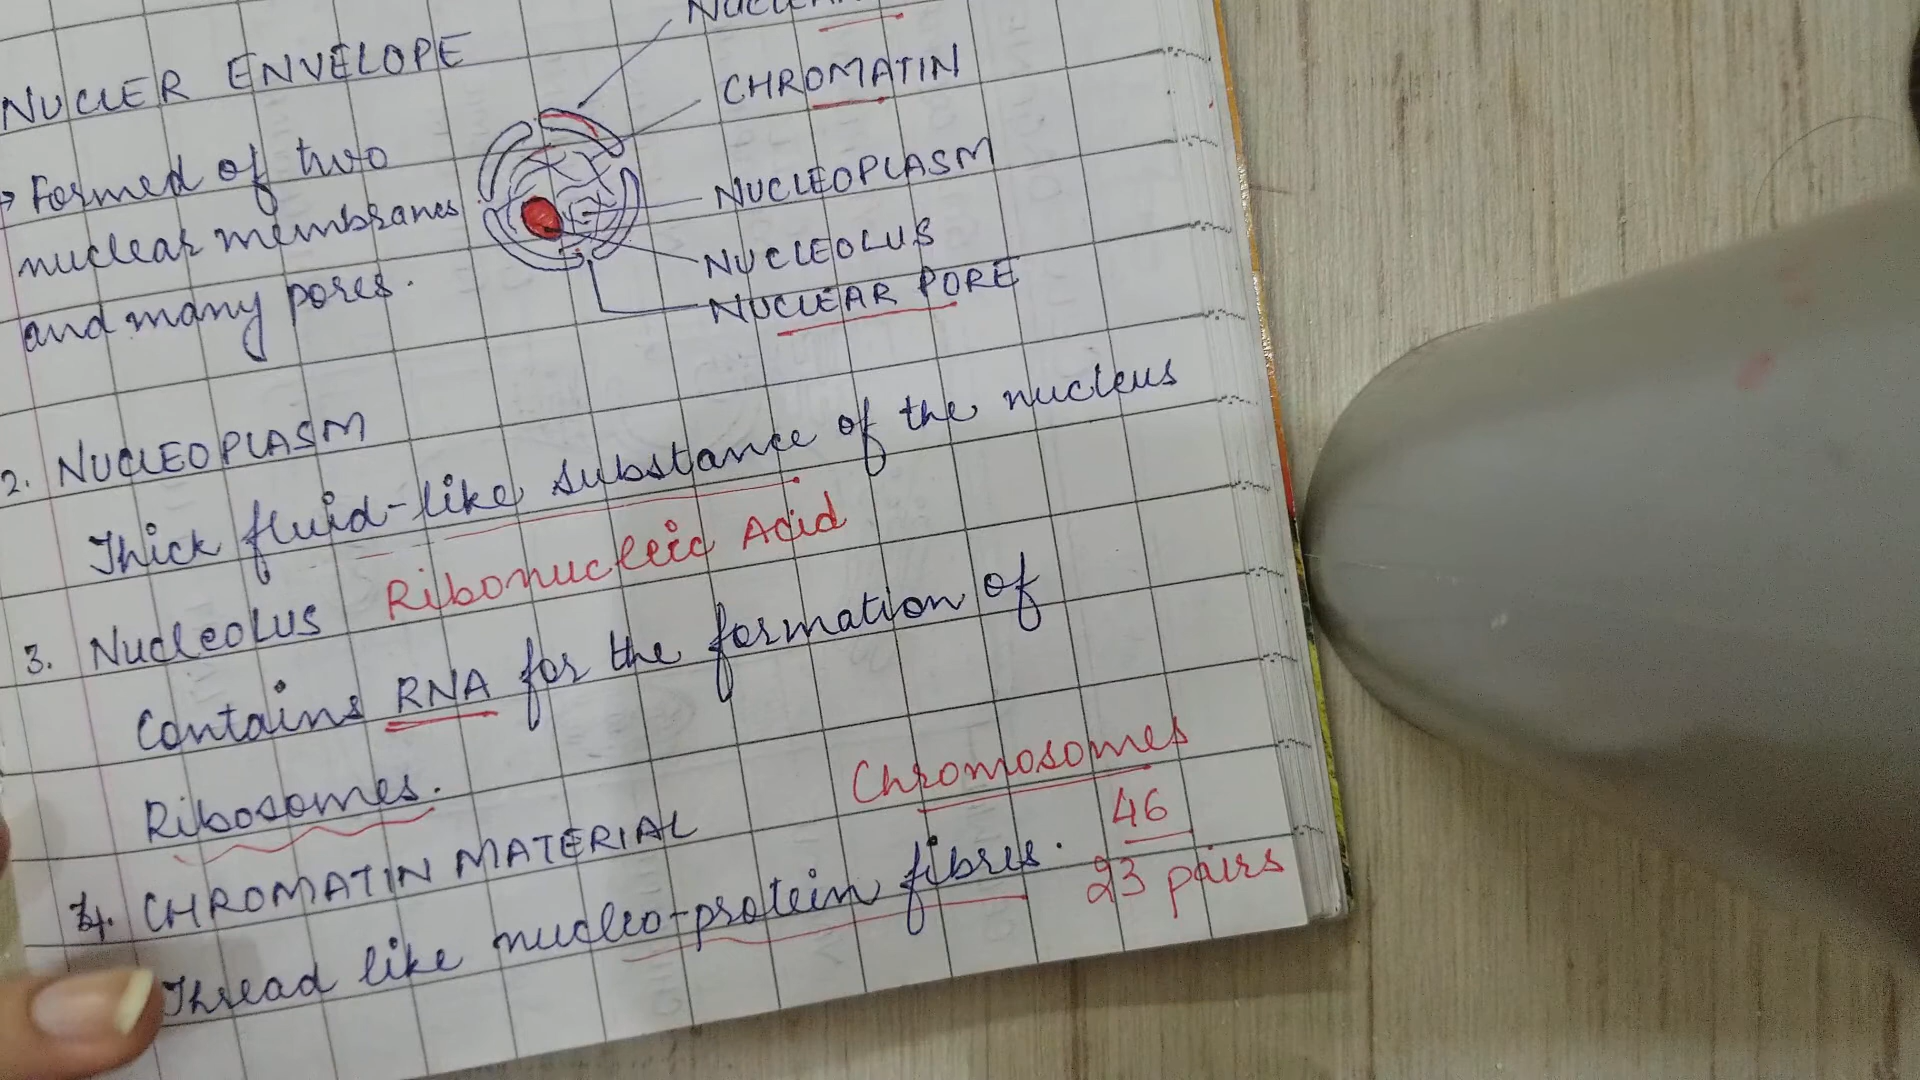 NUCLER ENVELOPE
→ Formed of two
nuclear membranes
and many pores.
CHROMATIN
NUCLEOPLASM
NUCLEOLUS
NUCLEAR PORE
2. NUCLEOPLASM
Thick fluid-like substance of the nucleus
Ribonucleic Acid
3. NucleoLUS
Contains RNA for the formation of
Ribosomes.
4. CHROMATIN MATERIAL
Chromosomes
46
23 pairs
Thread like nucleo-protein fibres.